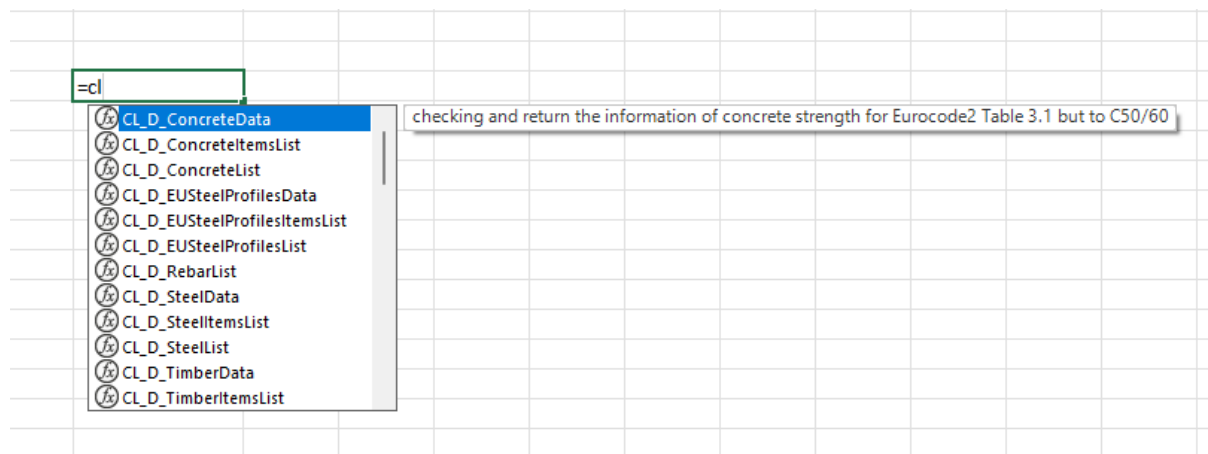 =cl
CL_D_ConcreteData
checking and return the information of concrete strength for Eurocode2 Table 3.1 but to C50/60
CL_D_ConcreteItemsList
CL_D_ConcreteList
CL_D_EUSteelProfilesData
CL_D_EUSteelProfilesItemsList
CL_D_EUSteelProfilesList
CL_D_RebarList
CL_D_SteelData
CL_D_SteelItemsList
CL_D_SteelList
CL_D_TimberData
CL_D_TimberItemsList